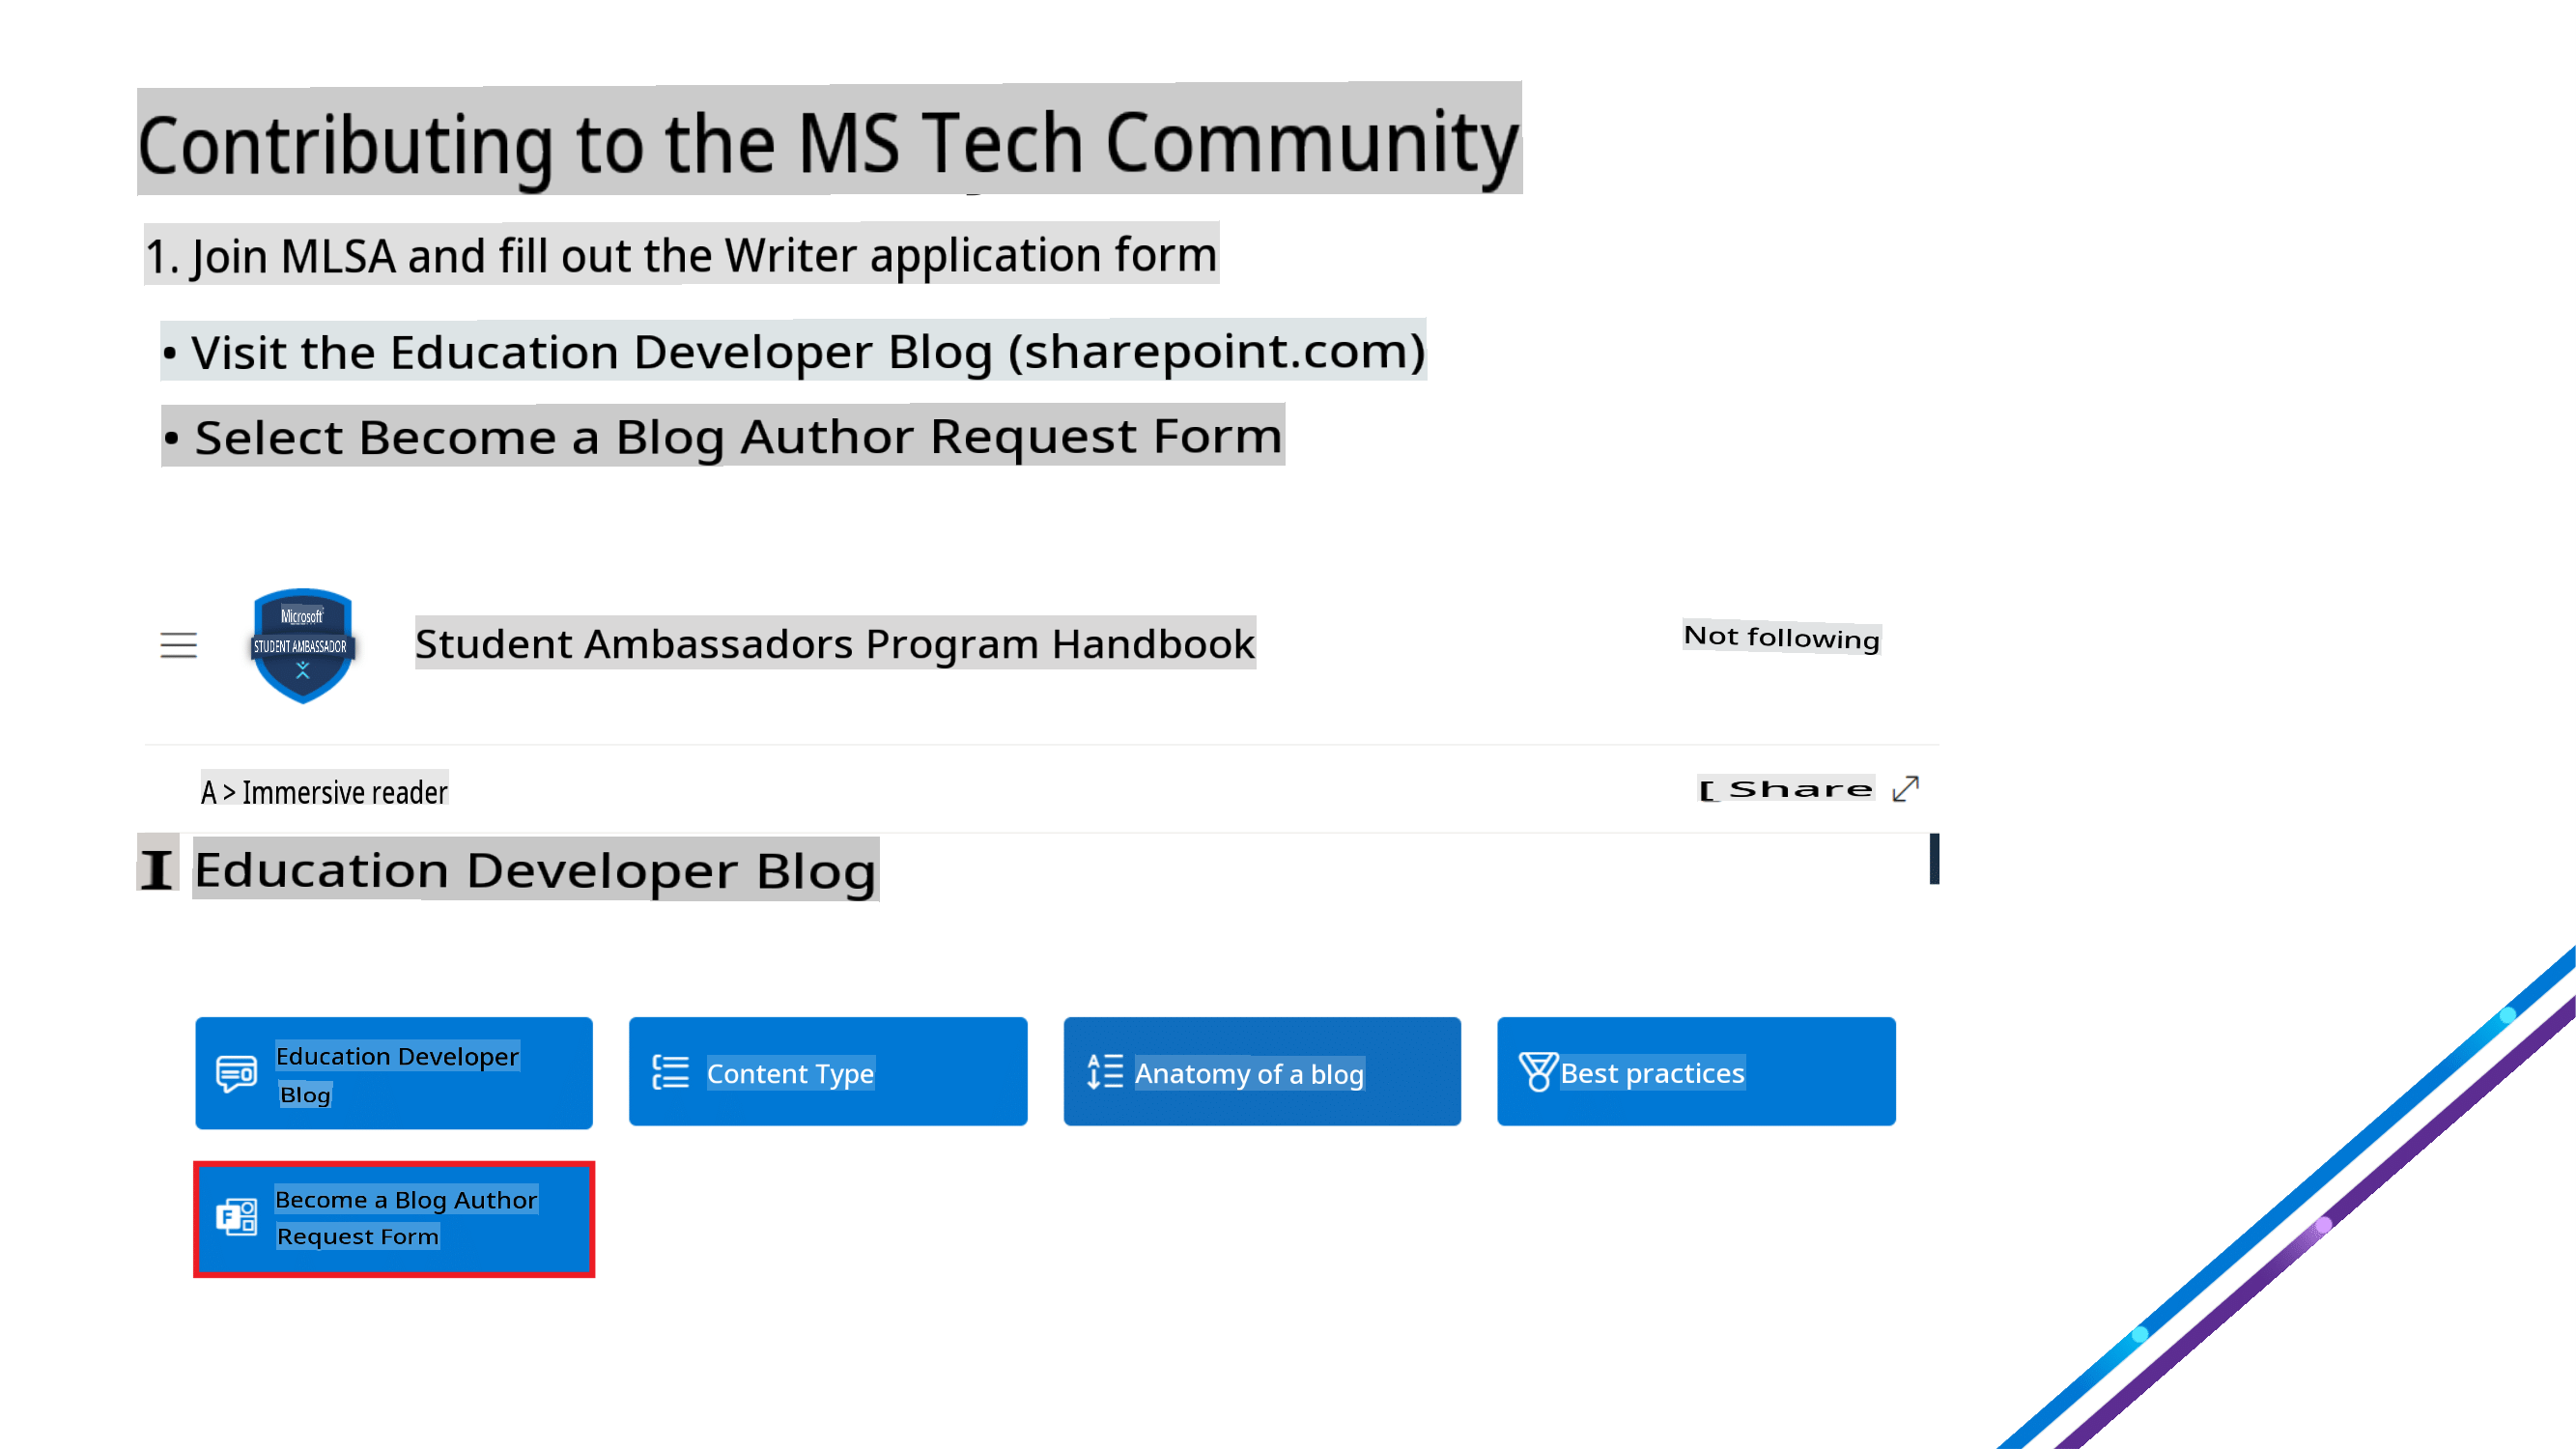 Contributing to the MS Tech Community
1. Join MLSA and fill out the Writer application form
• Visit the Education Developer Blog (sharepoint.com)
• Select Become a Blog Author Request Form
Microsoft
STUDENT AMBASSADOR
Student Ambassadors Program Handbook
Not following
A > Immersive reader
[ Share
I Education Developer Blog
Education Developer
Blog
Content Type
Anatomy of a blog
Best practices
Become a Blog Author
Request Form